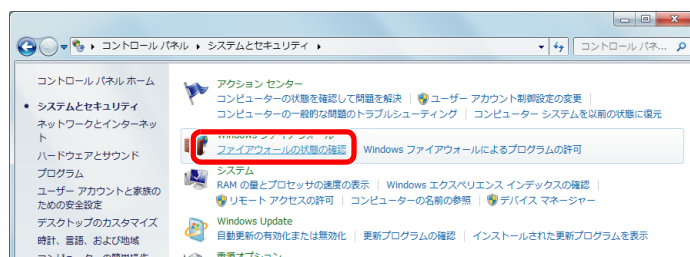 コントロール パネル ▸ システムとセキュリティ ▸
コントロール パネ...
コントロール パネル ホーム
システムとセキュリティ
ネットワークとインターネッ
ト
ハードウェアとサウンド
プログラム
ユーザー アカウントと家族の
ための安全設定
デスクトップのカスタマイズ
時計、言語、および地域
コンピューターの簡単操作
アクション センター
コンピューターの状態を確認して問題を解決 | ユーザー アカウント制御設定の変更 |
コンピューターの一般的な問題のトラブルシューティング | コンピューター システムを以前の状態に復元
Windows ファイアウォール
ファイアウォールの状態の確認 | Windows ファイアウォールによるプログラムの許可
システム
RAM の量とプロセッサの速度の表示 | Windows エクスペリエンス インデックスの確認 |
リモート アクセスの許可 | コンピューターの名前の参照 | デバイス マネージャー
Windows Update
自動更新の有効化または無効化 | 更新プログラムの確認 | インストールされた更新プログラムを表示
電源オプション